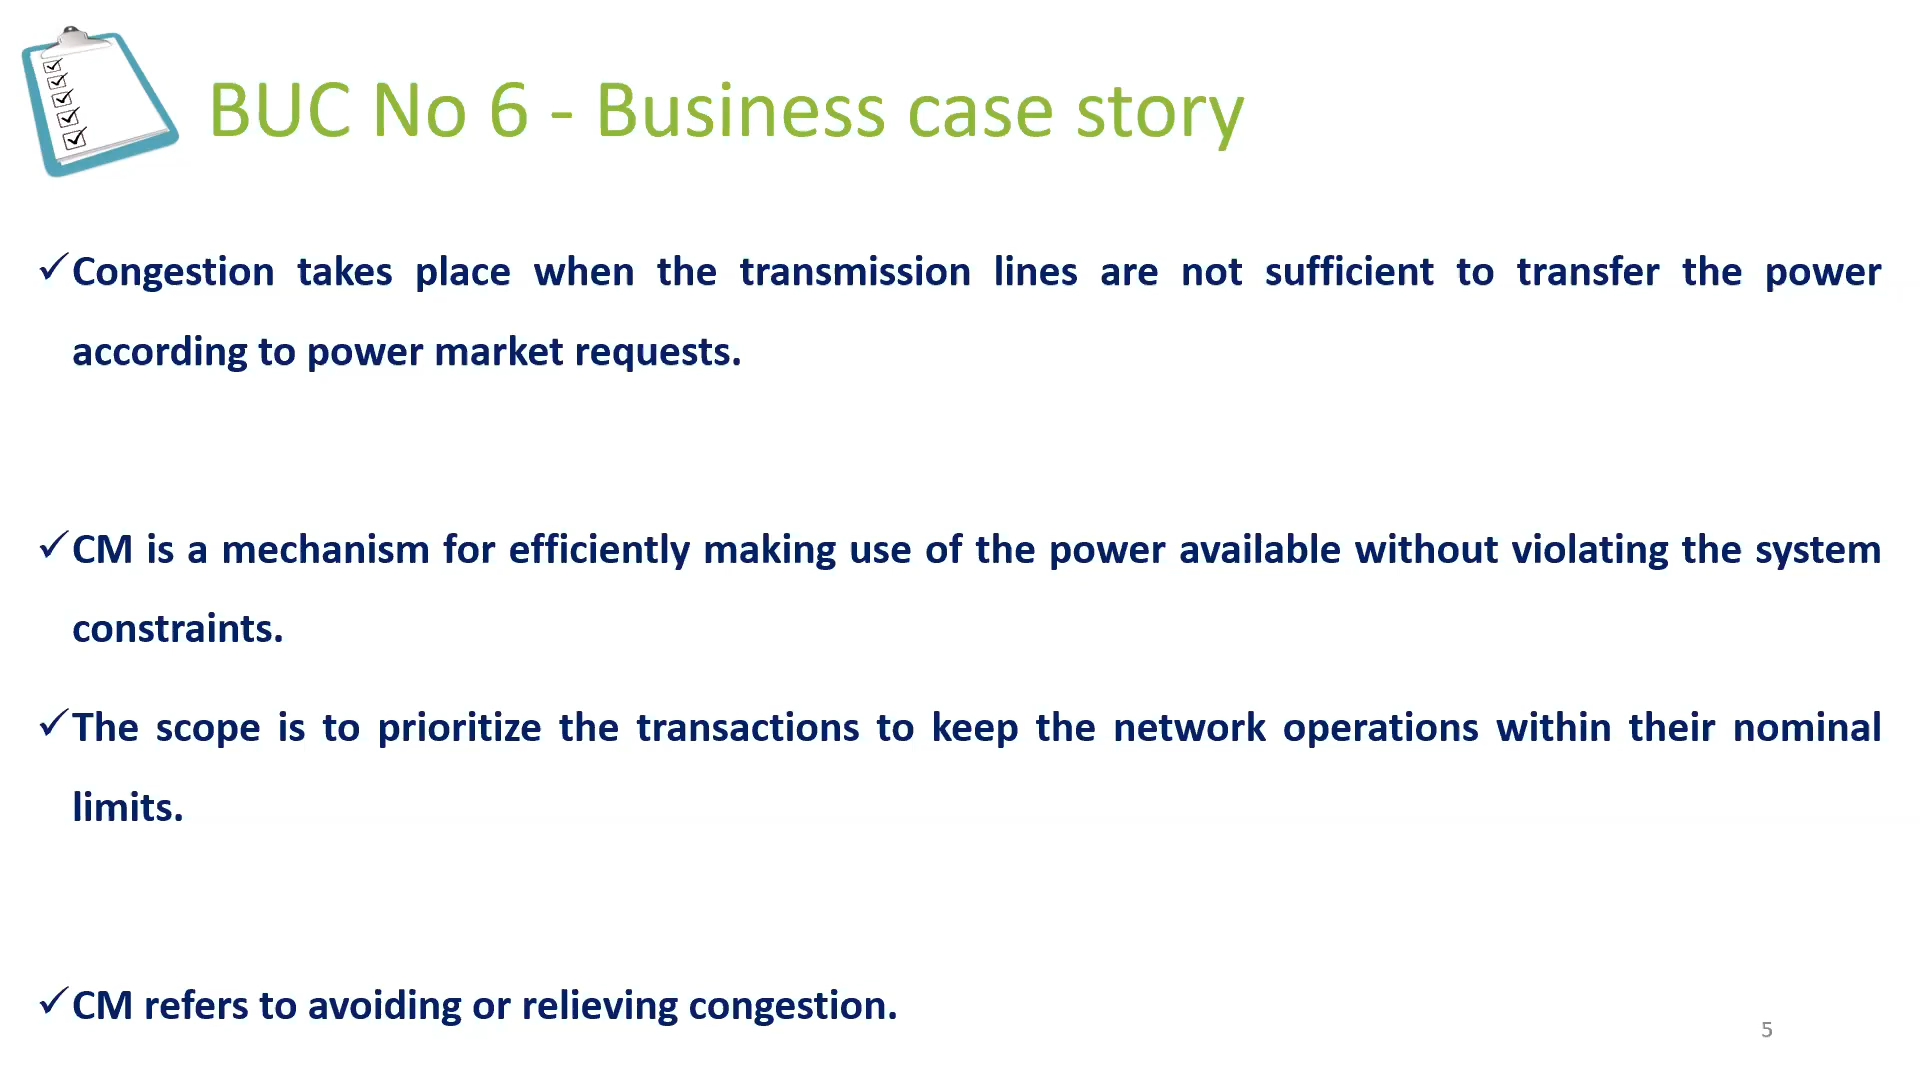 BUC No 6 - Business case story
✓Congestion takes place when the transmission lines are not sufficient to transfer the power
according to power market requests.
✓CM is a mechanism for efficiently making use of the power available without violating the system
constraints.
✓The scope is to prioritize the transactions to keep the network operations within their nominal
limits.
✓CM refers to avoiding or relieving congestion.
5